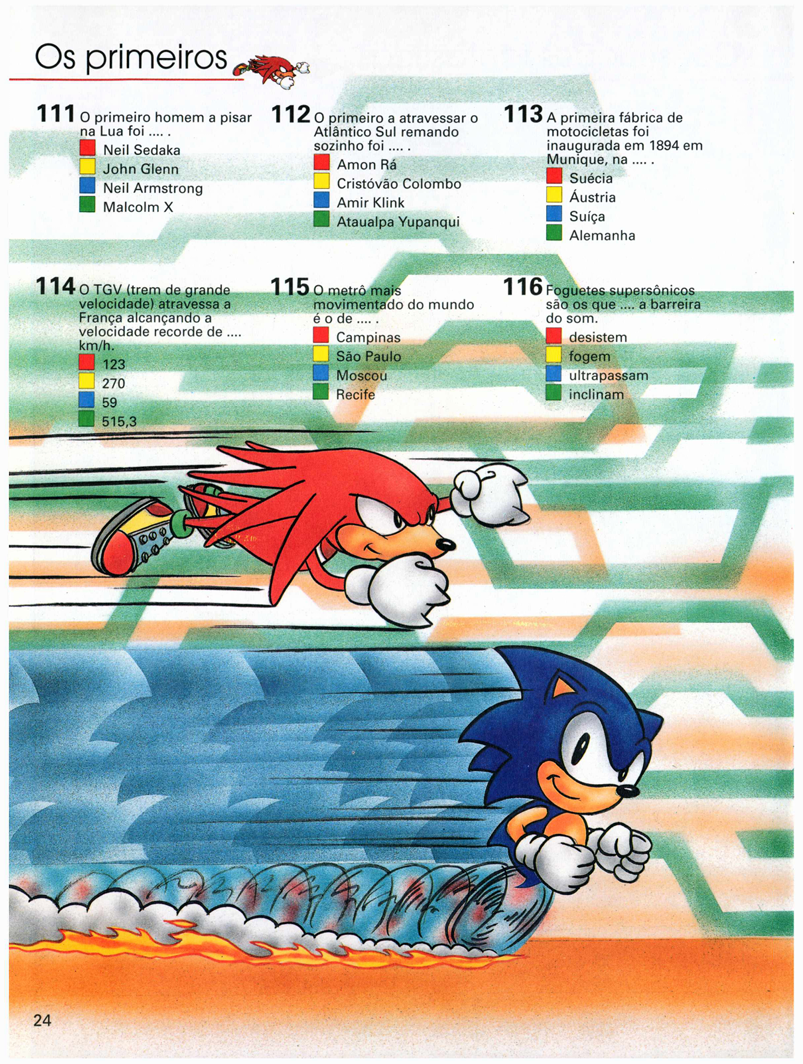 Os primeiros
111 O primeiro homem a pisar
na Lua foi .... .
Neil Sedaka
John Glenn
Neil Armstrong
Malcolm X
112 O primeiro a atravessar o
Atlântico Sul remando
sozinho foi .... .
Amon Rá
Cristóvão Colombo
Amir Klink
Ataualpa Yupanqui
113 A primeira fábrica de
motocicletas foi
inaugurada em 1894 em
Munique, na .... .
Suécia
Áustria
Suíça
Alemanha
114 O TGV (trem de grande
velocidade) atravessa a
França alcançando a
velocidade recorde de ....
km/h.
123
270
59
515,3
115 O metrô mais
movimentado do mundo
é o de .... .
Campinas
São Paulo
Moscou
Recife
116 Foguetes supersônicos
são os que .... a barreira
do som.
desistem
fogem
ultrapassam
inclinam
24